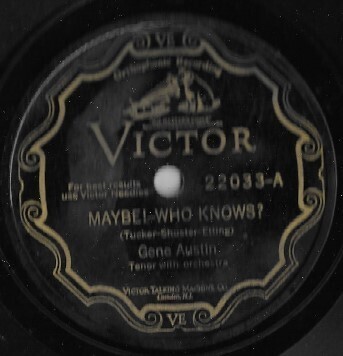 VE
Orthophonic Recording
VICTOR
For best results
use Victor Needles
22033-A
MAYBE!-WHO KNOWS?
(Tucker-Shuster-Etting)
Gene Austin
Tenor with orchestra
VICTOR TALKING MACHINE CO.
Camden, N.J.
VE